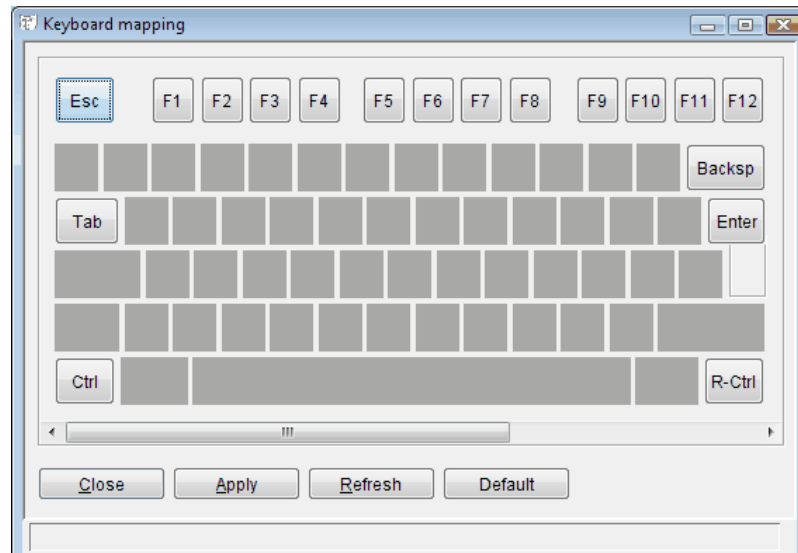 Keyboard mapping
Esc F1 F2 F3 F4 F5 F6 F7 F8 F9 F10 F11 F12
Backsp
Tab Enter
Ctrl R-Ctrl
Close Apply Refresh Default